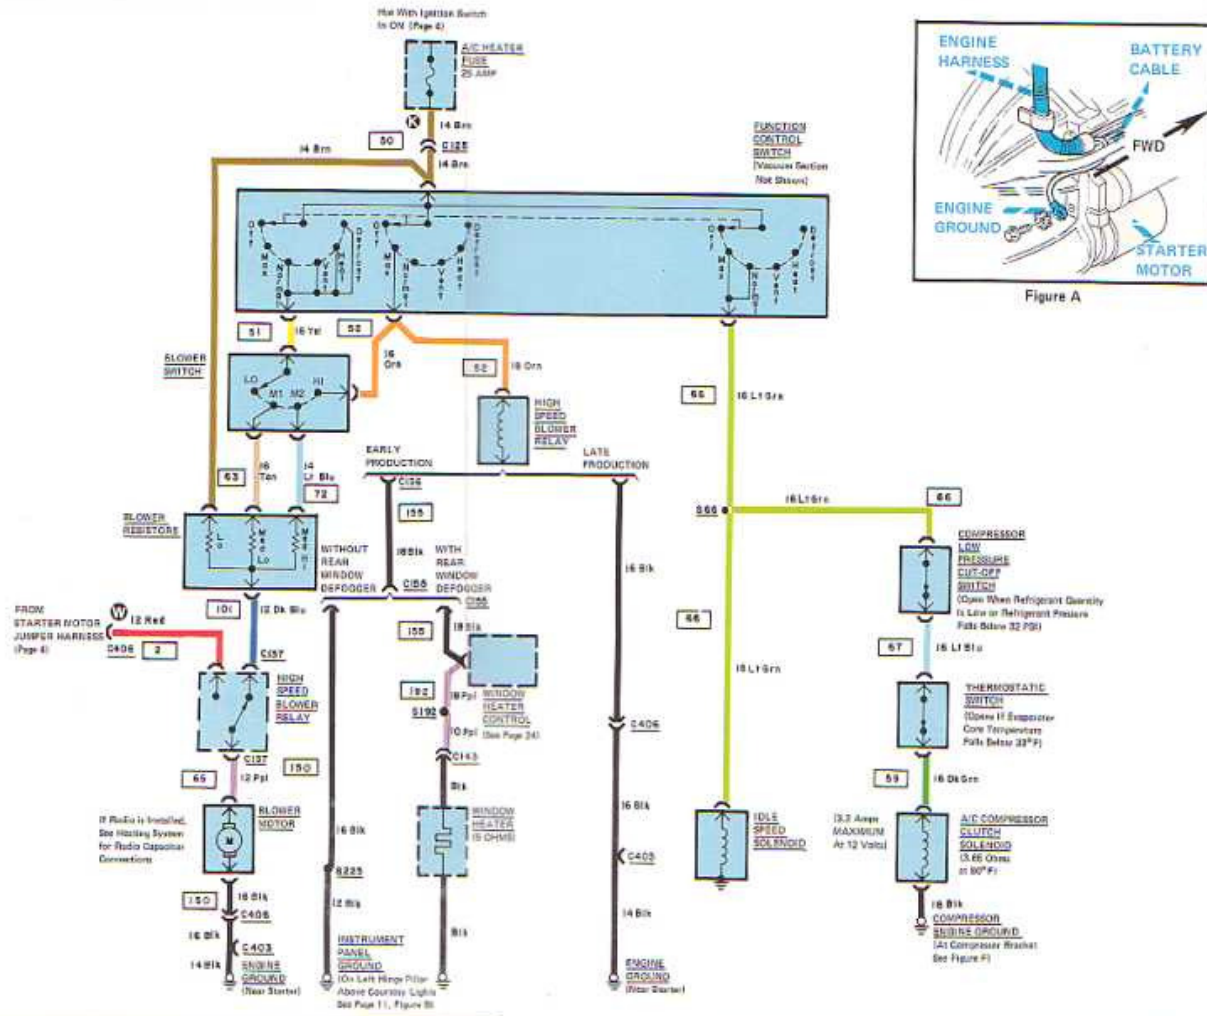 Hot With Ignition Switch
In ON (Page 4)
A/C HEATER
FUSE
25 AMP
K
14 Brn
50
C125
14 Brn
14 Brn
FUNCTION
CONTROL
SWITCH
(Vacuum Section
Not Shown)
Off
Max
Normal
Vent
Heat
Defrost
Off
Max
Normal
Vent
Heat
Defrost
Off
Max
Normal
Vent
Heat
Defrost
ENGINE
HARNESS
BATTERY
CABLE
FWD
ENGINE
GROUND
STARTER
MOTOR
Figure A
51
16 Yel
52
BLOWER
SWITCH
LO
M1
M2
HI
16
Orn
52
16 Orn
HIGH
SPEED
BLOWER
RELAY
66
16 Lt Grn
63
16
Tan
14
Lt Blu
72
EARLY
PRODUCTION
LATE
PRODUCTION
C156
155
18 Blk
C155
BLOWER
RESISTORS
Lo
Med
Lo
Med
Hi
WITHOUT
REAR
WINDOW
DEFOGGER
WITH
REAR
WINDOW
DEFOGGER
C155
16 Blk
S66
16 Lt Grn
66
COMPRESSOR
LOW
PRESSURE
CUT-OFF
SWITCH
(Open When Refrigerant Quantity
Is Low or Refrigerant Pressure
Falls Below 32 PSI)
FROM
STARTER MOTOR
JUMPER HARNESS
(Page 4)
W
12 Red
C406
2
101
12 Dk Blu
C157
HIGH
SPEED
BLOWER
RELAY
155
18 Blk
192
18 Ppl
S192
10 Ppl
C143
WINDOW
HEATER
CONTROL
(See Page 24)
66
16 Lt Grn
67
16 Lt Blu
THERMOSTATIC
SWITCH
(Opens If Evaporator
Core Temperature
Falls Below 33°F)
C406
C157
65
12 Ppl
150
Blk
59
16 Dk Grn
If Radio is Installed,
See Heating System
for Radio Capacitor
Connections
M
BLOWER
MOTOR
16 Blk
WINDOW
HEATER
(5 OHMS)
16 Blk
IDLE
SPEED
SOLENOID
(3.3 Amps
MAXIMUM
At 12 Volts)
A/C COMPRESSOR
CLUTCH
SOLENOID
(3.65 Ohms
at 80°F)
C403
S225
150
16 Blk
C406
12 Blk
14 Blk
16 Blk
16 Blk
C403
14 Blk
ENGINE
GROUND
(Near Starter)
INSTRUMENT
PANEL
GROUND
(On Left Hinge Pillar
Above Courtesy Lights
See Page 11, Figure B)
Blk
ENGINE
GROUND
(Near Starter)
COMPRESSOR
ENGINE GROUND
(At Compressor Bracket
See Figure F)